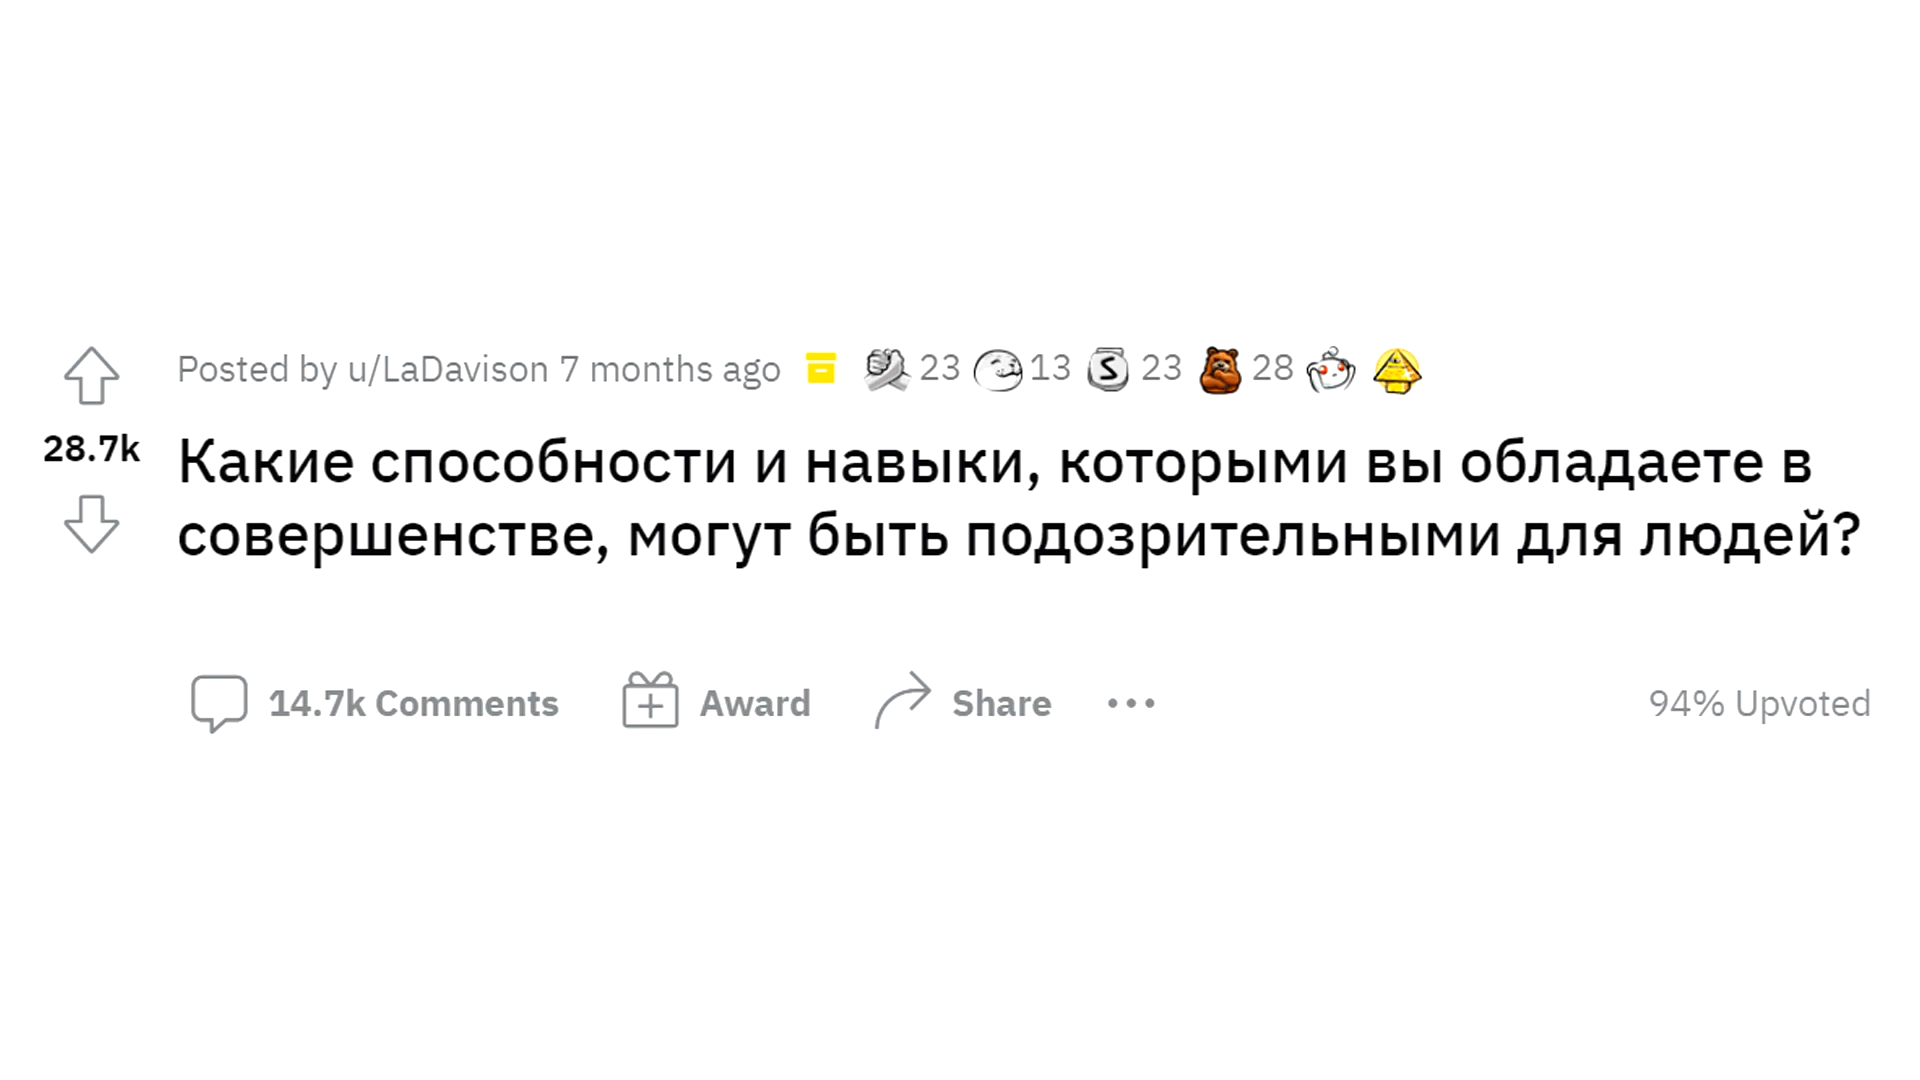 Posted by u/LaDavison 7 months ago 23 13 S 23 28
28.7k
Какие способности и навыки, которыми вы обладаете в
совершенстве, могут быть подозрительными для людей?
14.7k Comments Award Share 94% Upvoted